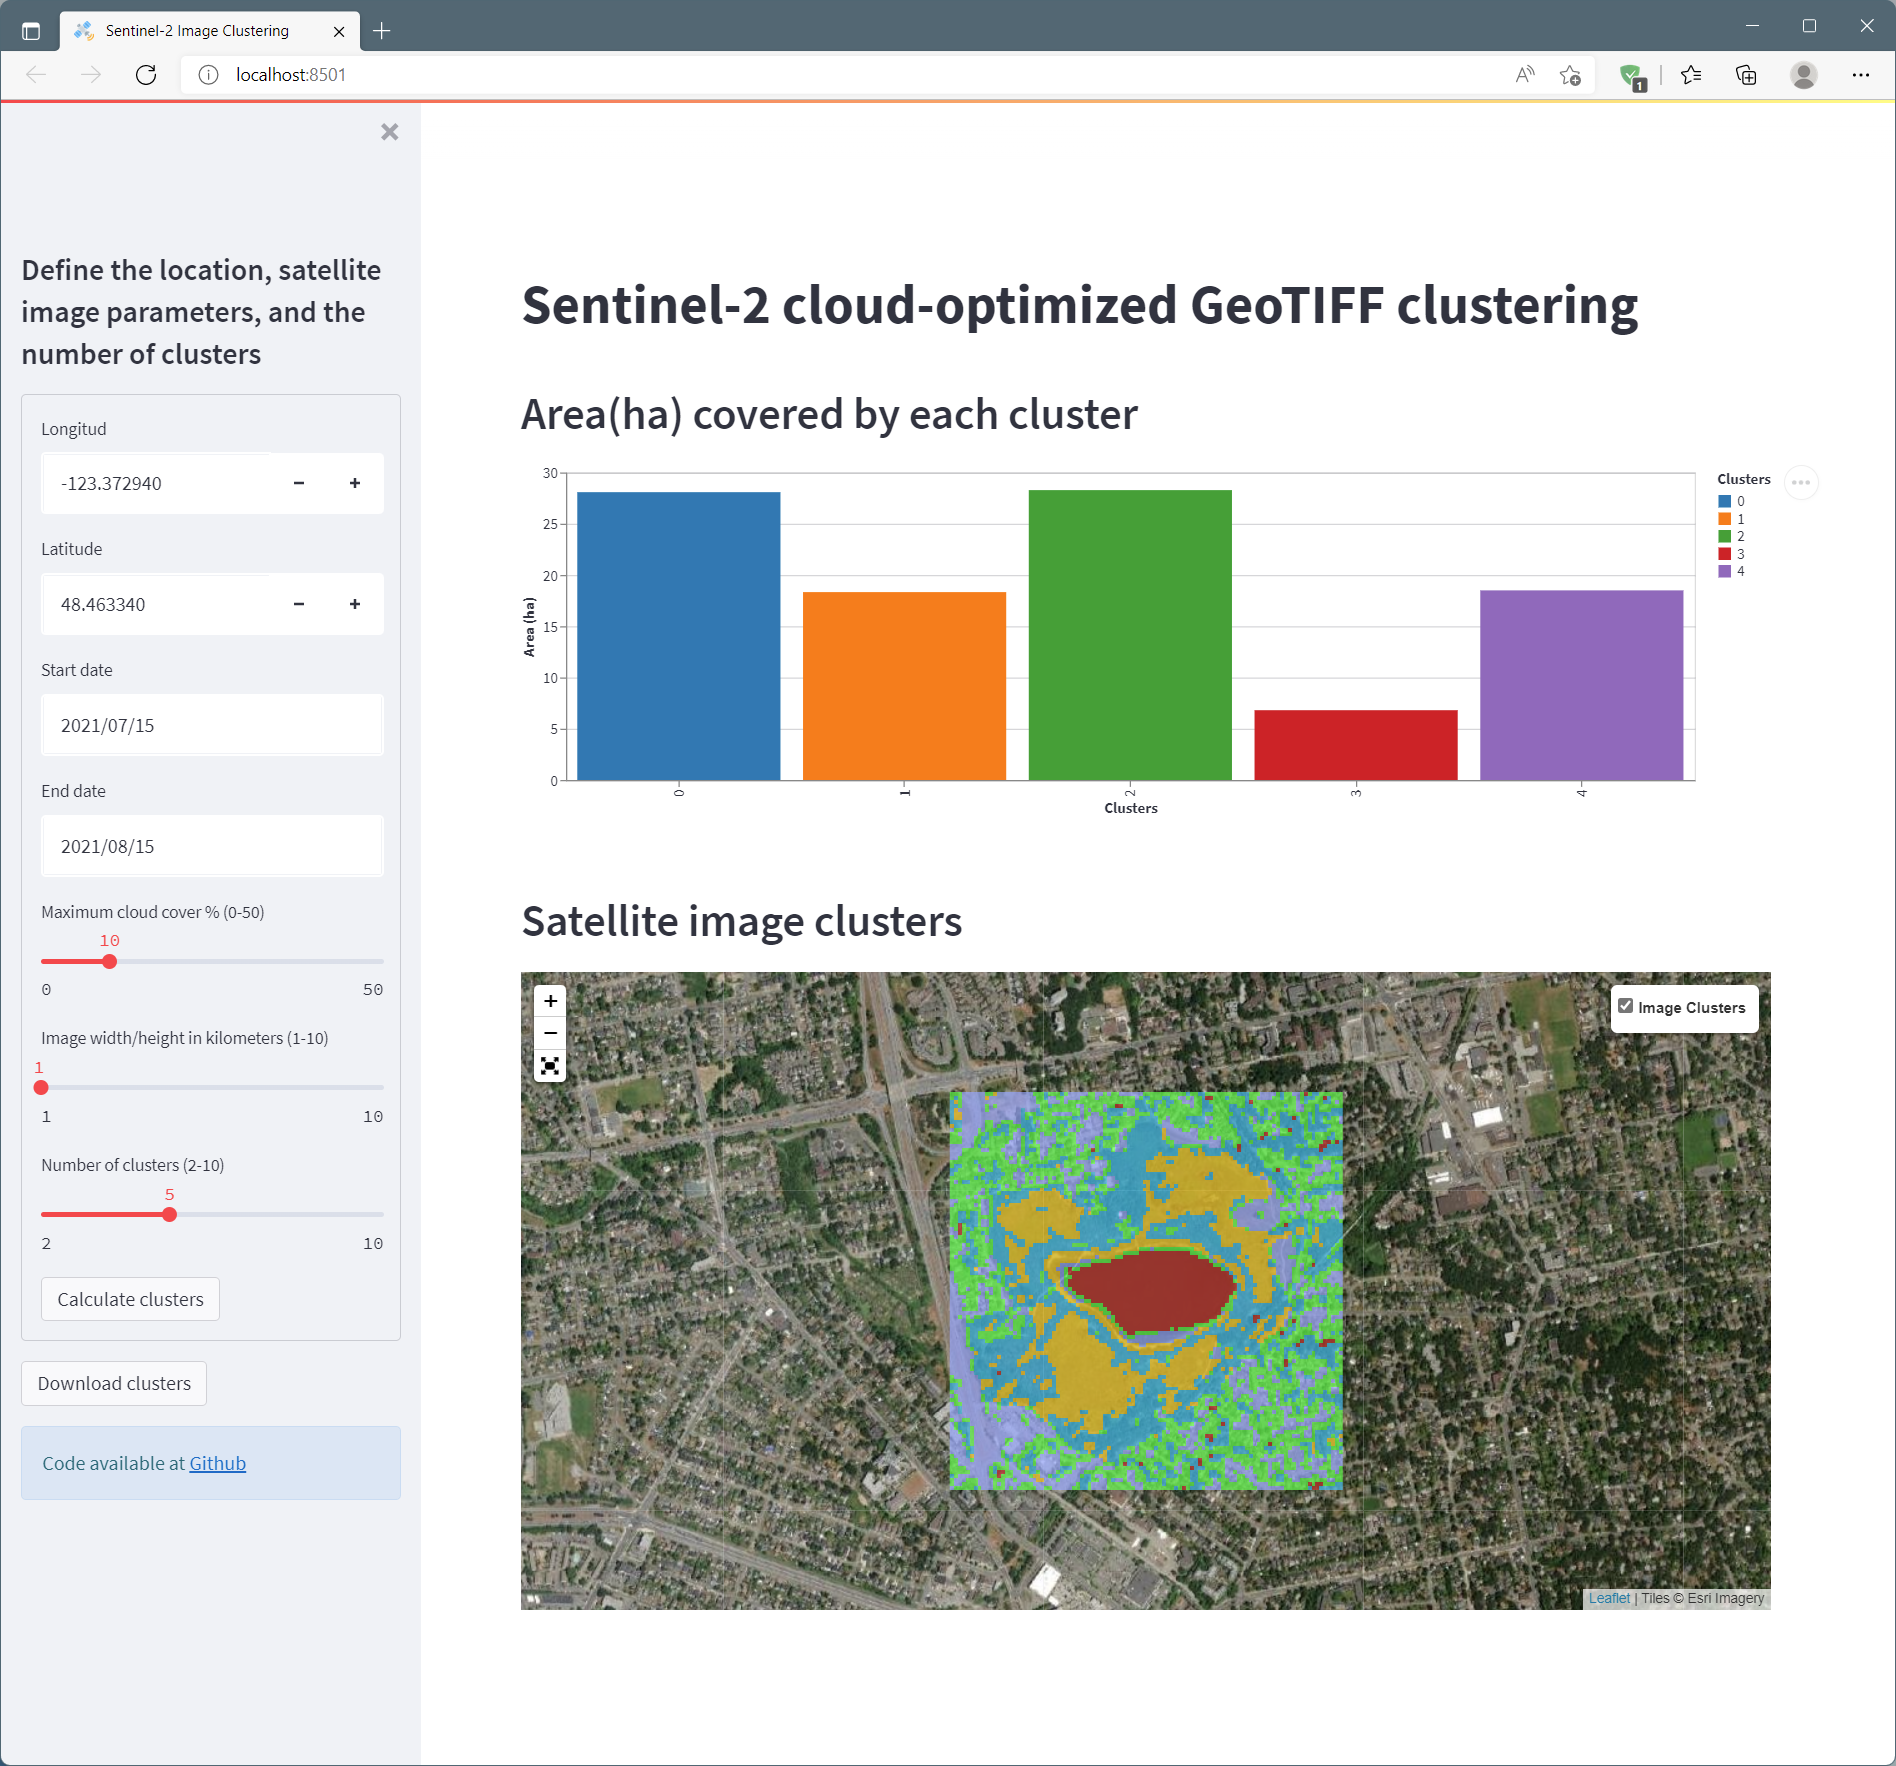 Sentinel-2 Image Clustering
localhost:8501
1
Define the location, satellite
image parameters, and the
number of clusters
Longitud
-123.372940
Latitude
48.463340
Start date
2021/07/15
End date
2021/08/15
Maximum cloud cover % (0-50)
10
0 50
Image width/height in kilometers (1-10)
1
1 10
Number of clusters (2-10)
5
2 10
Calculate clusters
Download clusters
Code available at Github
Sentinel-2 cloud-optimized GeoTIFF clustering
Area(ha) covered by each cluster
30
25
20
15
10
5
0
Area (ha)
0 1 2 3 4
Clusters
Clusters
0
1
2
3
4
Satellite image clusters
+
−
Image Clusters
Leaflet | Tiles © Esri Imagery